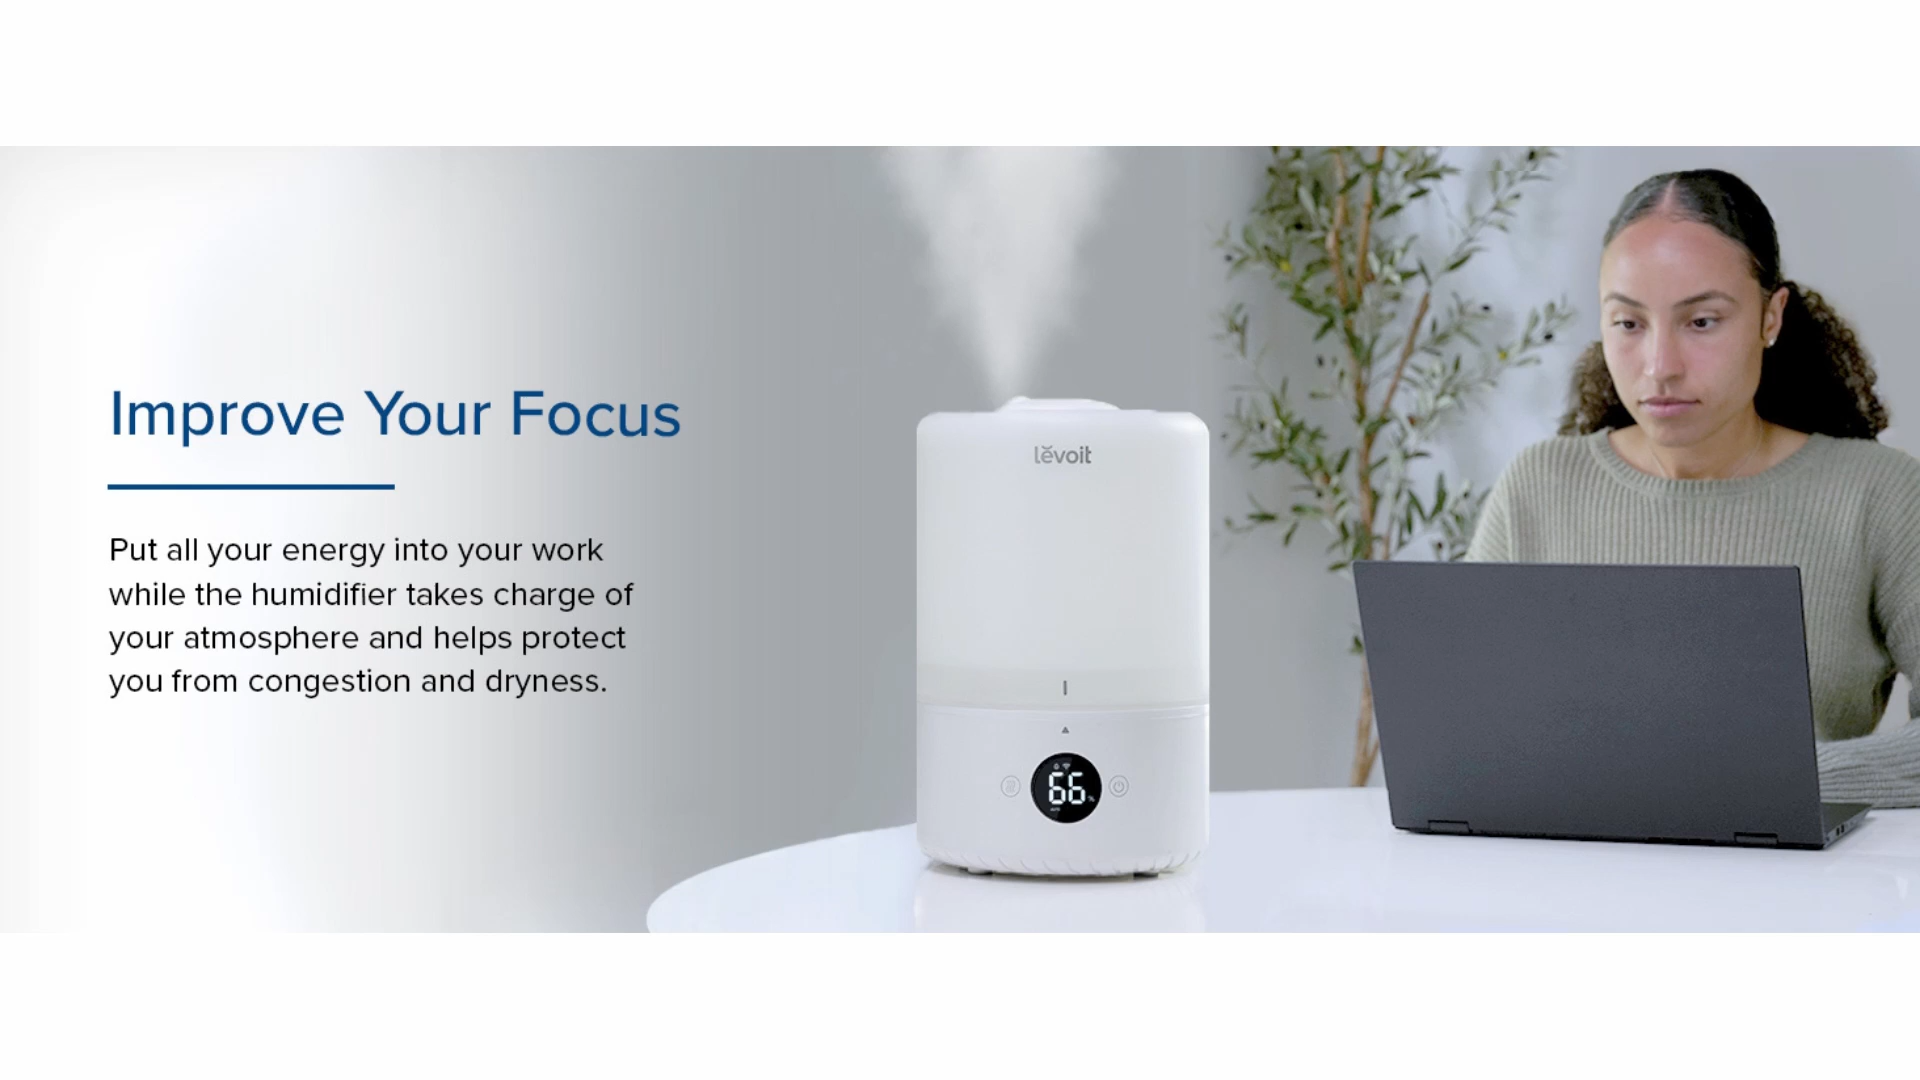 Improve Your Focus
Put all your energy into your work
while the humidifier takes charge of
your atmosphere and helps protect
you from congestion and dryness.
levoit
66